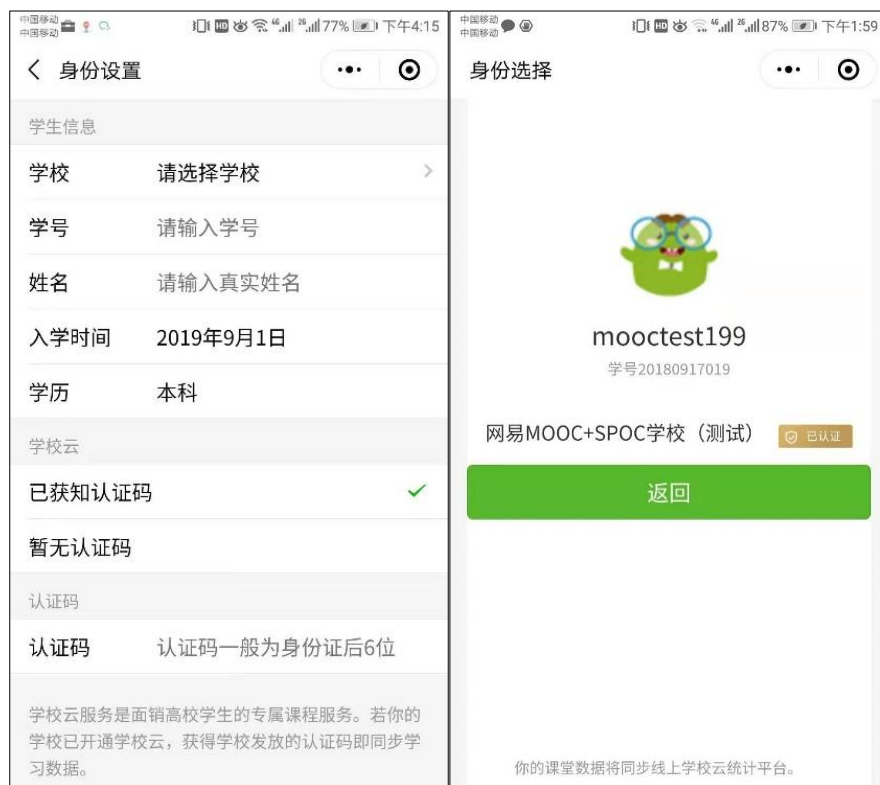 中国移动
中国移动
HD 46 26 77% 下午4:15
身份设置
学生信息
学校 请选择学校
学号 请输入学号
姓名 请输入真实姓名
入学时间 2019年9月1日
学历 本科
学校云
已获知认证码
暂无认证码
认证码
认证码 认证码一般为身份证后6位
学校云服务是面销高校学生的专属课程服务。若你的
学校已开通学校云，获得学校发放的认证码即同步学
习数据。
中国移动
中国移动
HD 46 26 87% 下午1:59
身份选择
mooctest199
学号20180917019
网易MOOC+SPOC学校（测试） 已认证
返回
你的课堂数据将同步线上学校云统计平台。